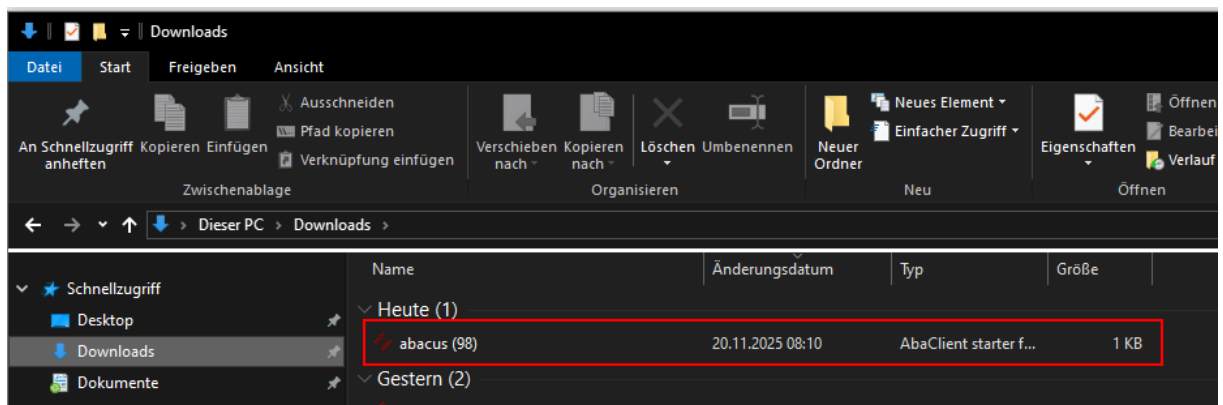 Downloads
Datei Start Freigeben Ansicht
An Schnellzugriff anheften
Kopieren
Einfügen
Ausschneiden
Pfad kopieren
Verknüpfung einfügen
Zwischenablage
Verschieben nach
Kopieren nach
Löschen
Umbenennen
Organisieren
Neuer Ordner
Neues Element
Einfacher Zugriff
Neu
Eigenschaften
Öffnen
Bearbei
Verlauf
Öffnen
Dieser PC > Downloads >
Name Änderungsdatum Typ Größe
Schnellzugriff
Desktop
Downloads
Dokumente
Heute (1)
abacus (98) 20.11.2025 08:10 AbaClient starter f... 1 KB
Gestern (2)